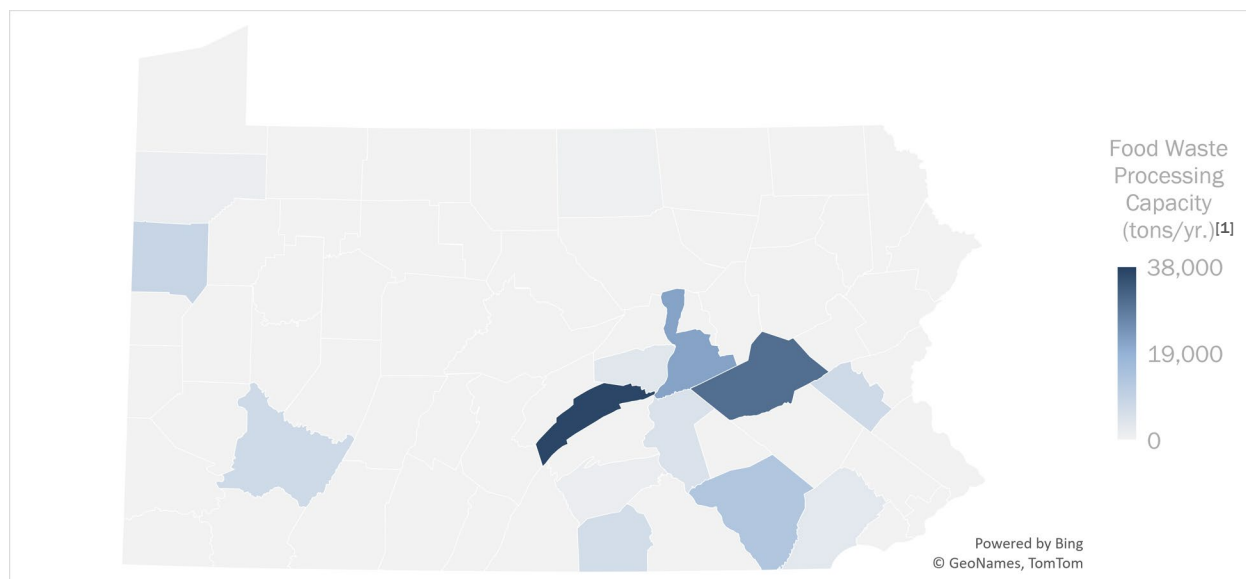 Food Waste
Processing
Capacity
(tons/yr.)[1]
38,000
19,000
0
Powered by Bing
© GeoNames, TomTom